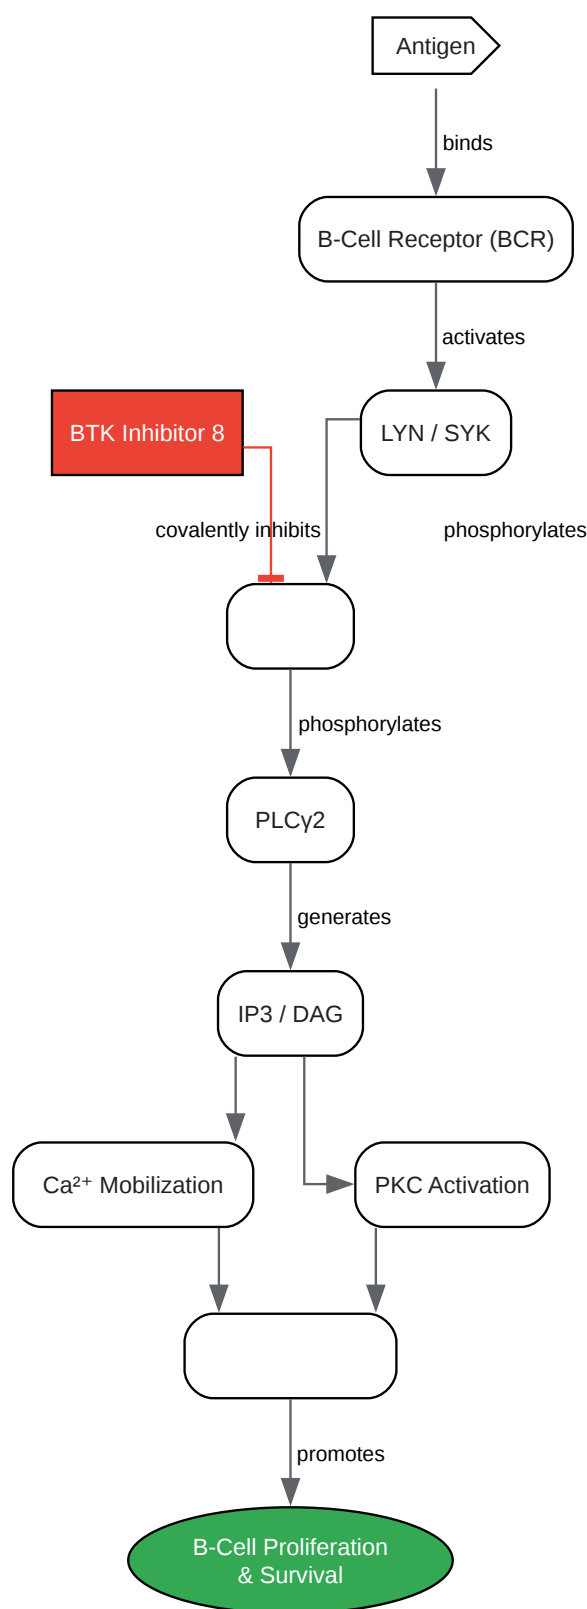 Antigen
binds
B-Cell Receptor (BCR)
activates
BTK Inhibitor 8
LYN / SYK
covalently inhibits
phosphorylates
phosphorylates
PLCγ2
generates
IP3 / DAG
Ca²⁺ Mobilization
PKC Activation
promotes
B-Cell Proliferation
& Survival